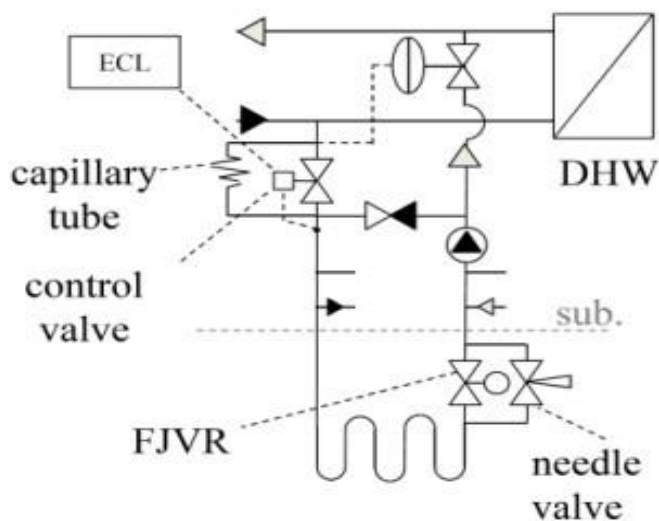 ECL
DHW
capillary
tube
control
valve
sub.
FJVR
needle
valve